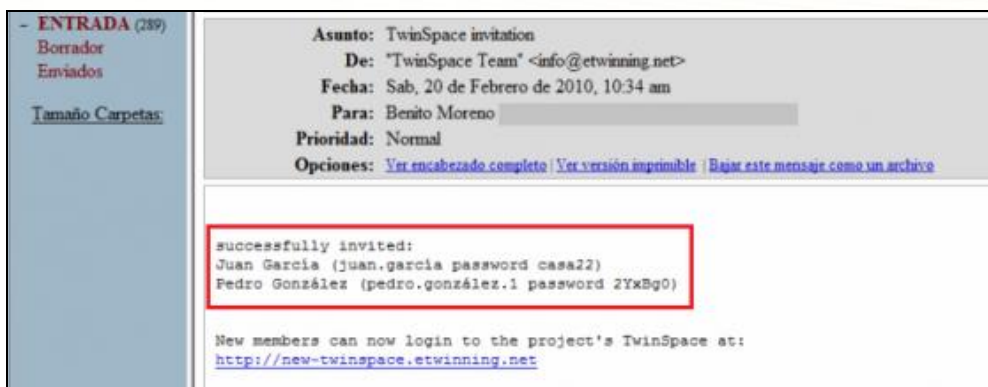 - ENTRADA (289)
Borrador
Enviados
Tamaño Carpetas:
Asunto: TwinSpace invitation
De: "TwinSpace Team" <info@etwinning.net>
Fecha: Sab, 20 de Febrero de 2010, 10:34 am
Para: Benito Moreno
Prioridad: Normal
Opciones: Ver encabezado completo | Ver versión imprimible | Bajar este mensaje como un archivo
successfully invited:
Juan García (juan.garcía password casa22)
Pedro González (pedro.gonzález.1 password 2YxBg0)
New members can now login to the project's TwinSpace at:
http://new-twinspace.etwinning.net